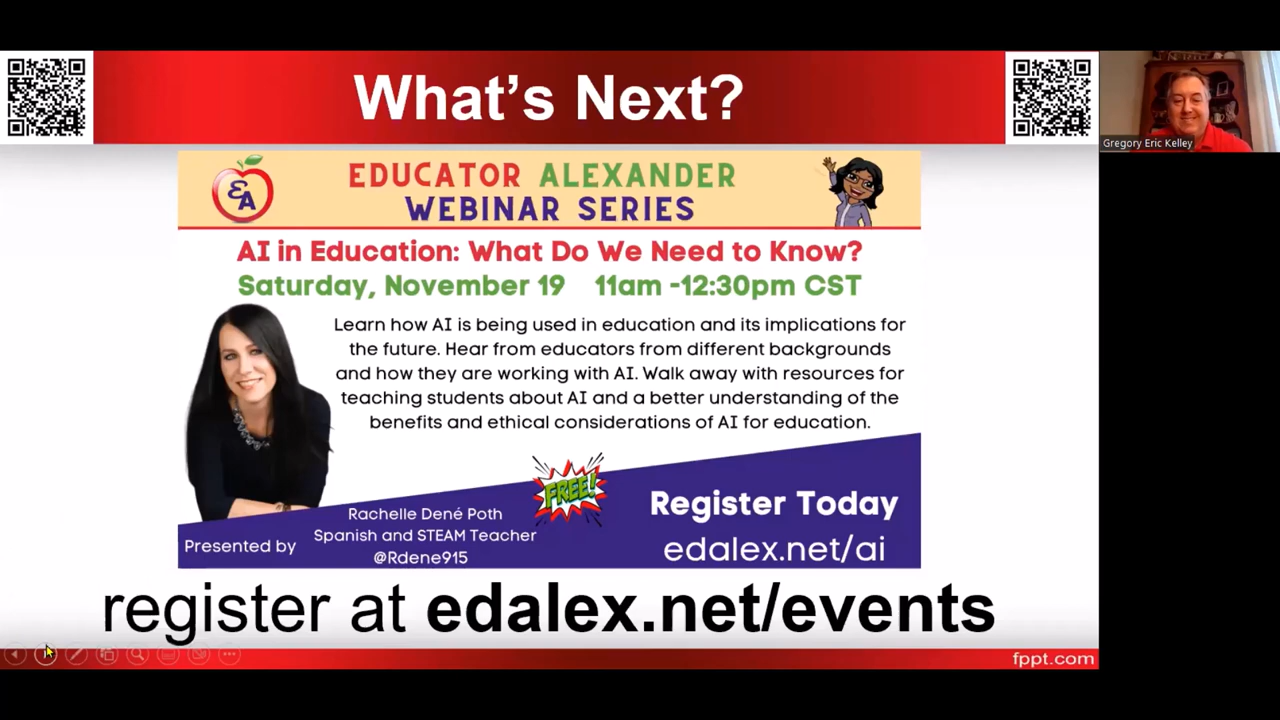 What's Next?
Gregory Eric Kelley
EA
EDUCATOR ALEXANDER
WEBINAR SERIES
AI in Education: What Do We Need to Know?
Saturday, November 19 11am -12:30pm CST
Learn how AI is being used in education and its implications for
the future. Hear from educators from different backgrounds
and how they are working with AI. Walk away with resources for
teaching students about AI and a better understanding of the
benefits and ethical considerations of AI for education.
FREE!
Register Today
edalex.net/ai
Presented by
Rachelle Dené Poth
Spanish and STEAM Teacher
@Rdene915
register at edalex.net/events
fppt.com